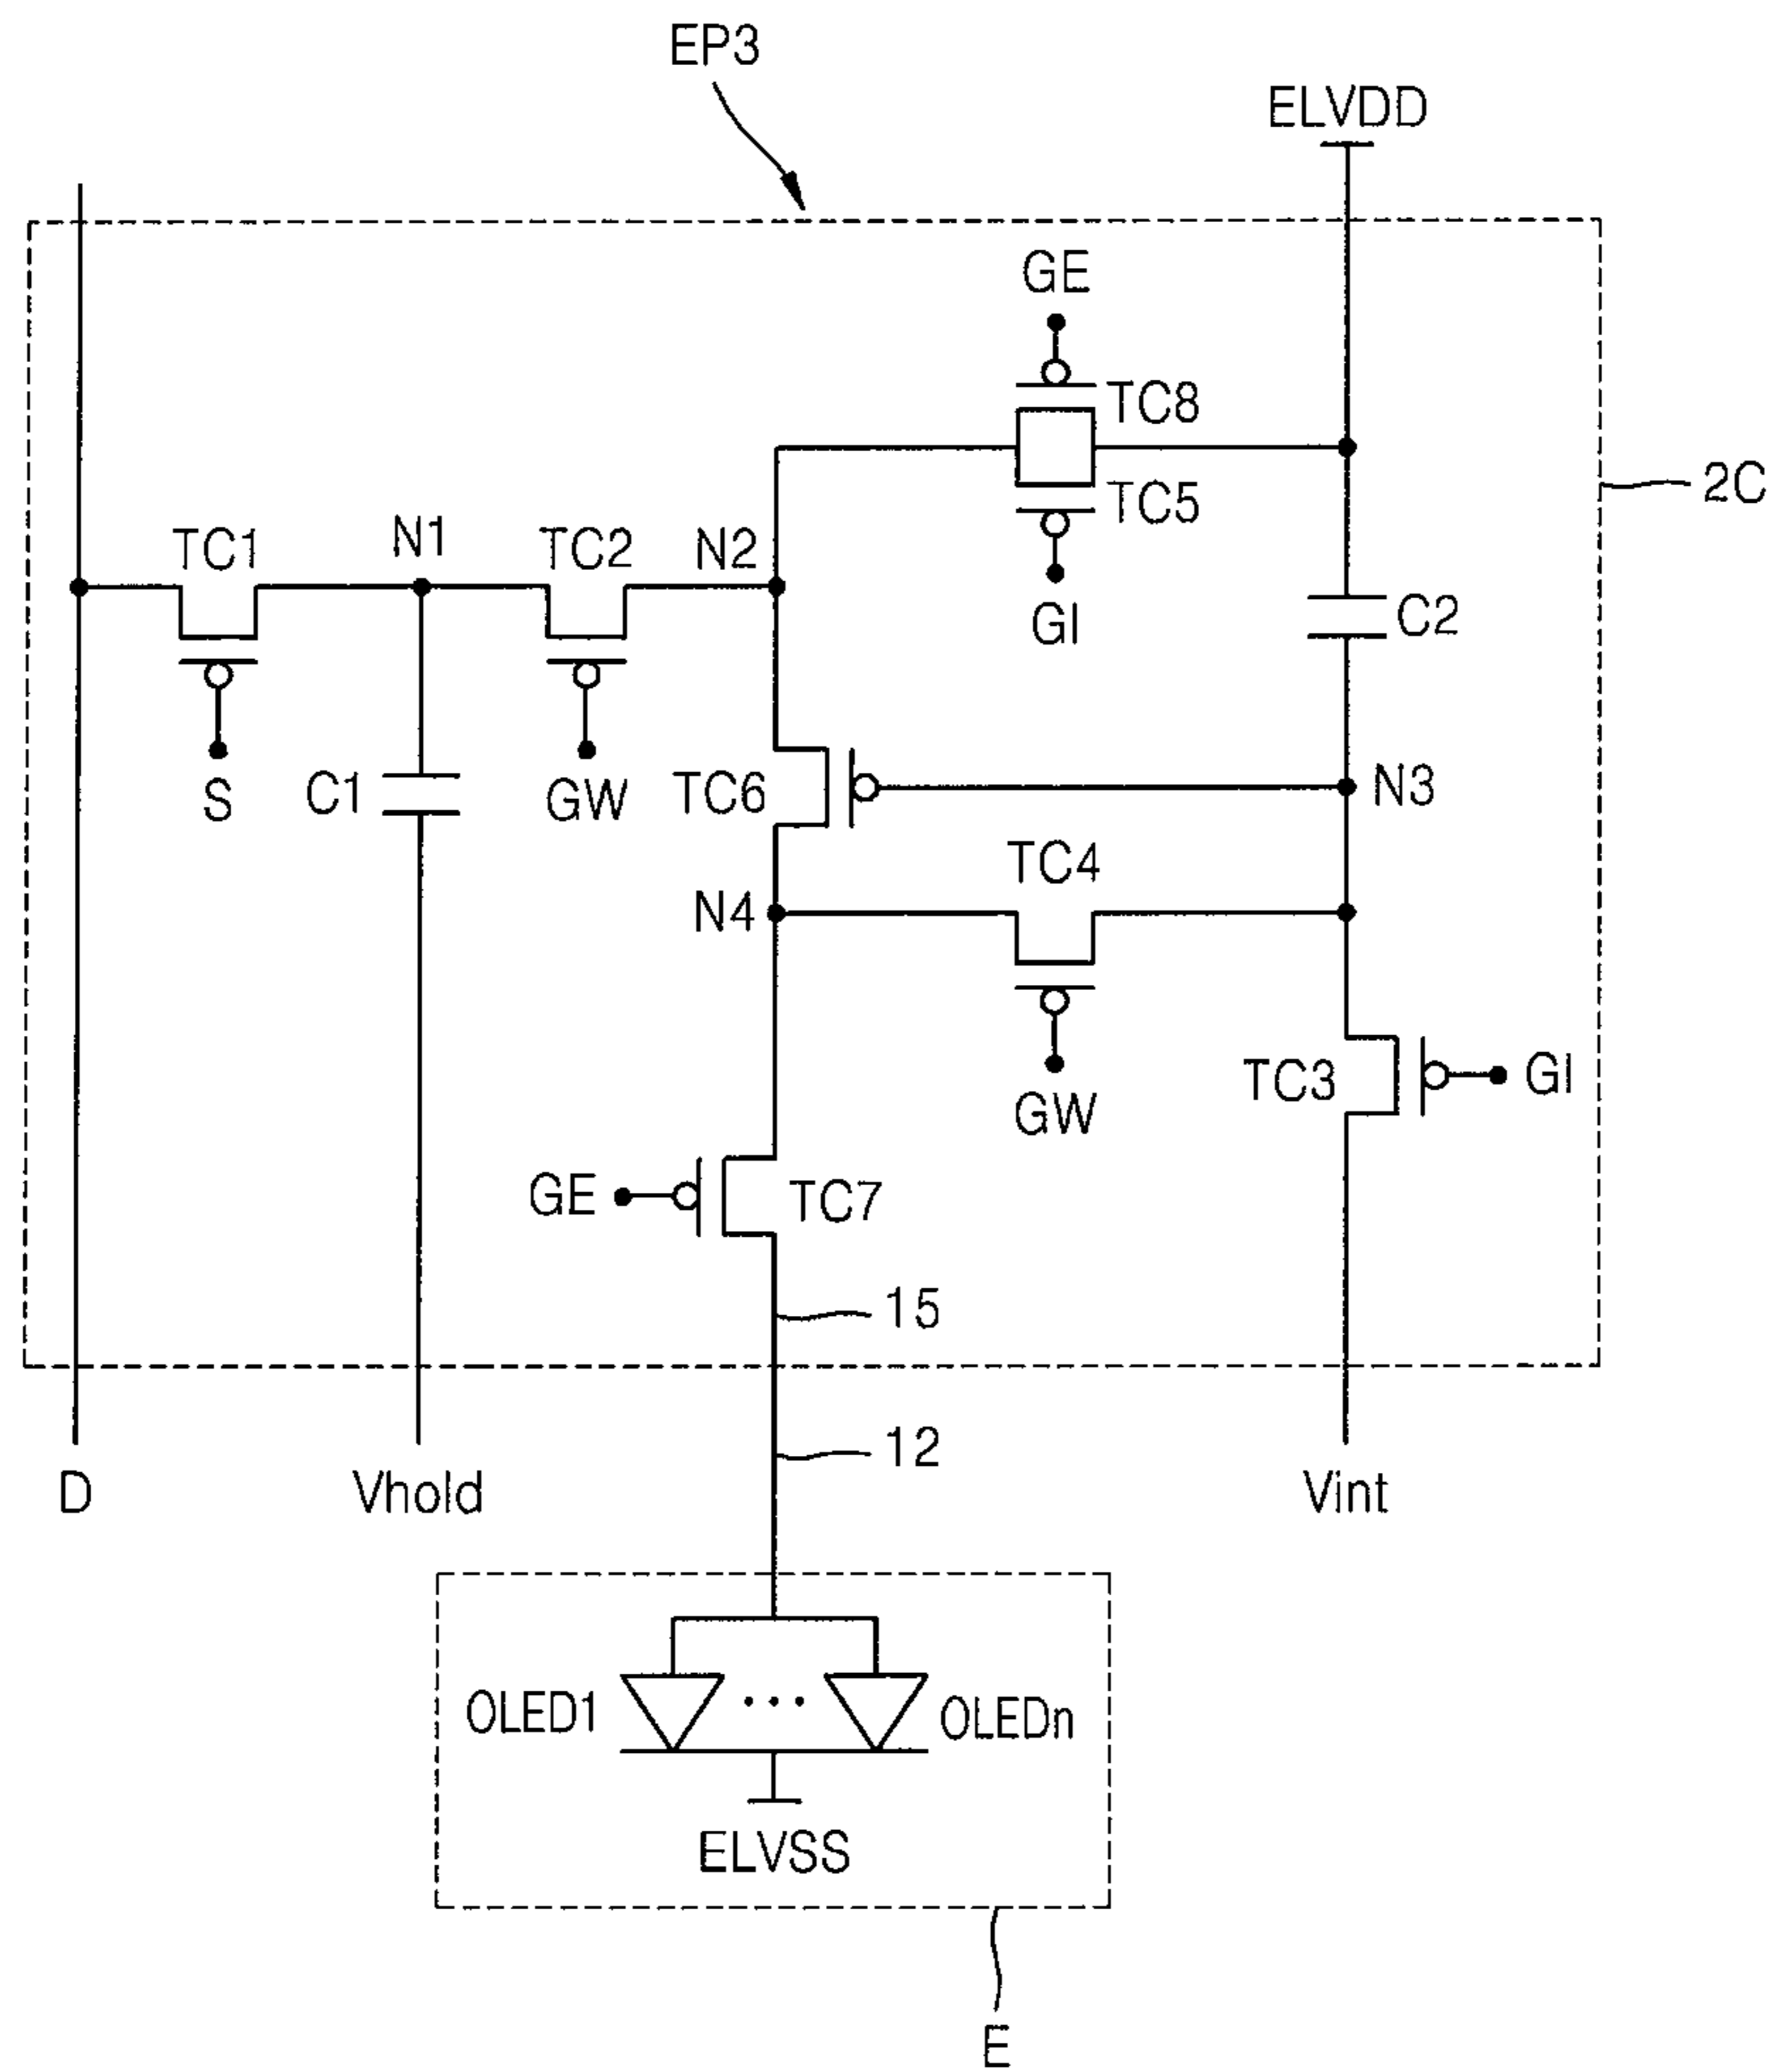 EP3
ELVDD
GE
TC8
2C
TC5
TC1
N1
TC2
N2
GI
C2
S
C1
GW
TC6
N3
TC4
N4
GW
TC3
GI
GE
TC7
15
12
D
Vhold
Vint
OLED1
OLEDn
ELVSS
E